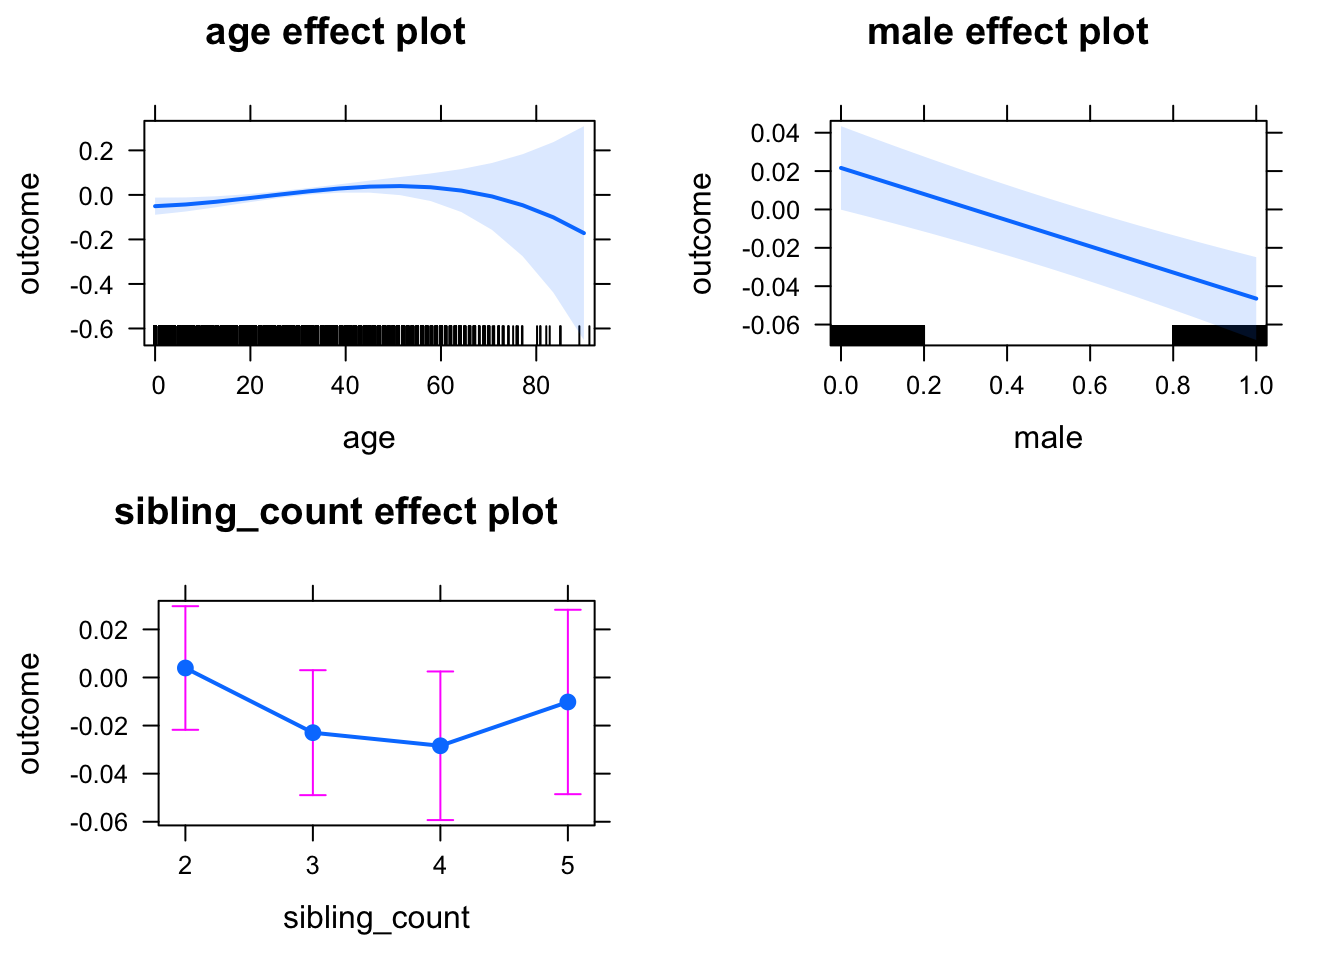 age effect plot
outcome
0.2
0.0
-0.2
-0.4
-0.6
0 20 40 60 80
age
male effect plot
outcome
0.04
0.02
0.00
-0.02
-0.04
-0.06
0.0 0.2 0.4 0.6 0.8 1.0
male
sibling_count effect plot
outcome
0.02
0.00
-0.02
-0.04
-0.06
2 3 4 5
sibling_count